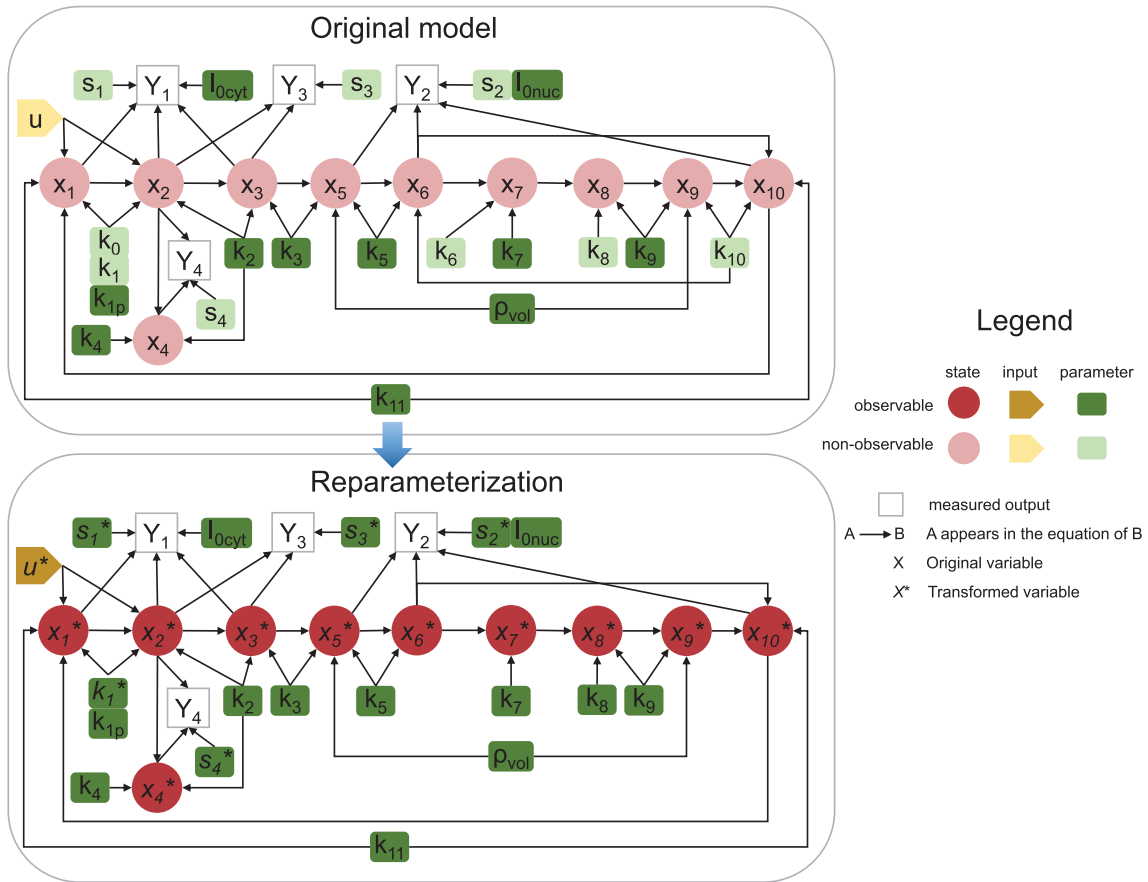 Original model
s₁ Y₁ I₀cyt Y₃ s₃ Y₂ s₂ I₀nuc
u
x₁ x₂ x₃ x₅ x₆ x₇ x₈ x₉ x₁₀
k₀ k₂ k₃ k₅ k₆ k₇ k₈ k₉ k₁₀
k₁ Y₄
k₁p
s₄
ρvol
k₄ x₄
k₁₁
Reparameterization
s₁* Y₁ I₀cyt Y₃ s₃* Y₂ s₂* I₀nuc
u*
x₁* x₂* x₃* x₅* x₆* x₇* x₈* x₉* x₁₀*
k₁* k₂ k₃ k₅ k₇ k₈ k₉
k₁p Y₄
s₄*
ρvol
k₄ x₄*
k₁₁
Legend
state input parameter
observable
non-observable
measured output
A B A appears in the equation of B
X Original variable
X* Transformed variable